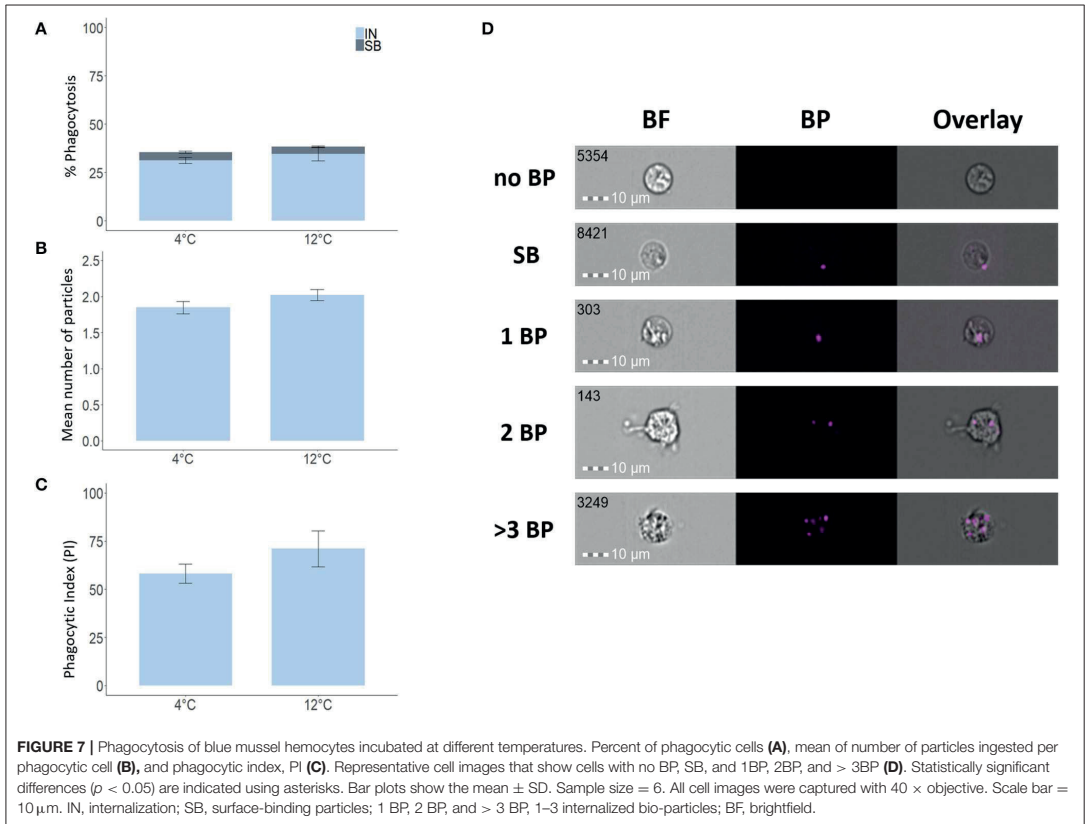 A
% Phagocytosis
100
75
50
25
0
IN
SB
4°C
12°C
B
Mean number of particles
2.5
2.0
1.5
1.0
0.5
0.0
4°C
12°C
C
Phagocytic Index (PI)
100
75
50
25
0
4°C
12°C
D
BF BP Overlay
no BP
5354
10 µm
SB
8421
10 µm
1 BP
303
10 µm
2 BP
143
10 µm
>3 BP
3249
10 µm
FIGURE 7 | Phagocytosis of blue mussel hemocytes incubated at different temperatures. Percent of phagocytic cells (A), mean of number of particles ingested per
phagocytic cell (B), and phagocytic index, PI (C). Representative cell images that show cells with no BP, SB, and 1BP, 2BP, and > 3BP (D). Statistically significant
differences (p < 0.05) are indicated using asterisks. Bar plots show the mean ± SD. Sample size = 6. All cell images were captured with 40 × objective. Scale bar =
10 µm. IN, internalization; SB, surface-binding particles; 1 BP, 2 BP, and > 3 BP, 1–3 internalized bio-particles; BF, brightfield.